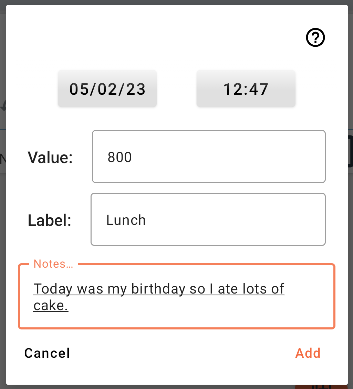 05/02/23 12:47
Value: 800
Label: Lunch
Notes...
Today was my birthday so I ate lots of
cake.
Cancel Add